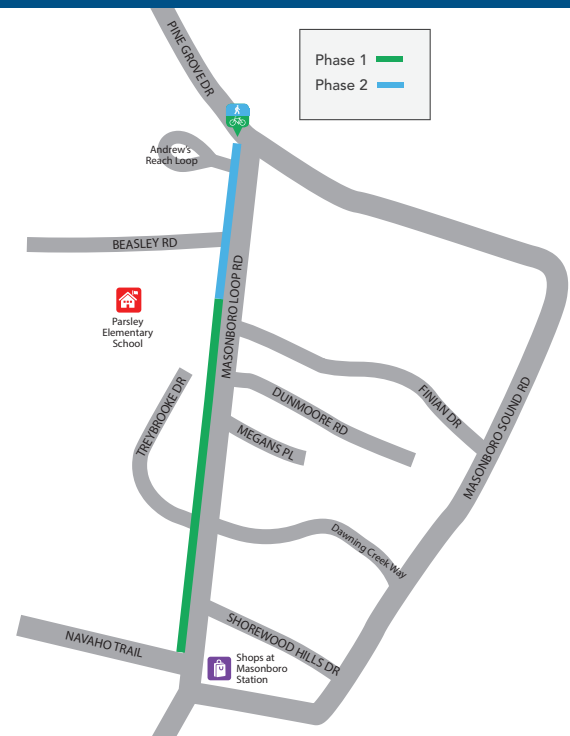 PINE GROVE DR
Phase 1
Phase 2
Andrew's
Reach Loop
BEASLEY RD
MASONBORO LOOP RD
Parsley
Elementary
School
TREYBROOKE DR
DUNMOORE RD
FINIAN DR
MASONBORO SOUND RD
MEGANS PL
Dawning Creek Way
SHOREWOOD HILLS DR
NAVAHO TRAIL
Shops at
Masonboro
Station